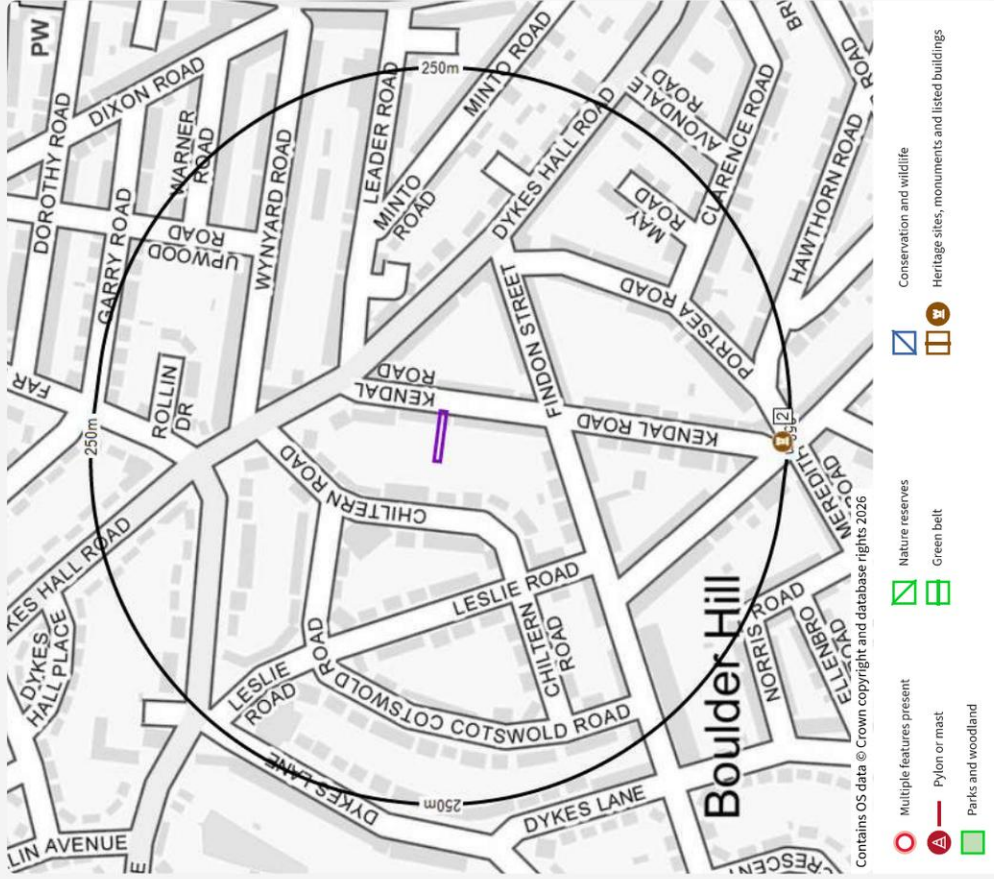 PW
DOROTHY ROAD
DIXON ROAD
WARNER
ROAD
GARRY ROAD
UPWOOD
ROAD
WYNYARD ROAD
LEADER ROAD
250m
MINTO ROAD
MINTO
ROAD
DYKES HALL ROAD
AVONDALE
ROAD
CLARENCE ROAD
MAY
ROAD
HAWTHORN ROAD
ROAD
BRI
FAR
ROLLIN
DR
250m
KENDAL
ROAD
FINDON STREET
PORTSEA ROAD
KENDAL ROAD
2
MEREDITH
ROAD
CHILTERN ROAD
KES HALL ROAD
DYKES
HALL PLACE
LESLIE ROAD
CHILTERN
ROAD
ROAD
COTSWOLD
LESLIE
ROAD
COTSWOLD ROAD
NORRIS ROAD
ELLENBRO
ROAD
Boulder Hill
250m
DYKES LANE
DYKES LANE
LIN AVENUE
E
CRESCENT
Contains OS data © Crown copyright and database rights 2026
Multiple features present
Nature reserves
Conservation and wildlife
Pylon or mast
Green belt
Heritage sites, monuments and listed buildings
Parks and woodland